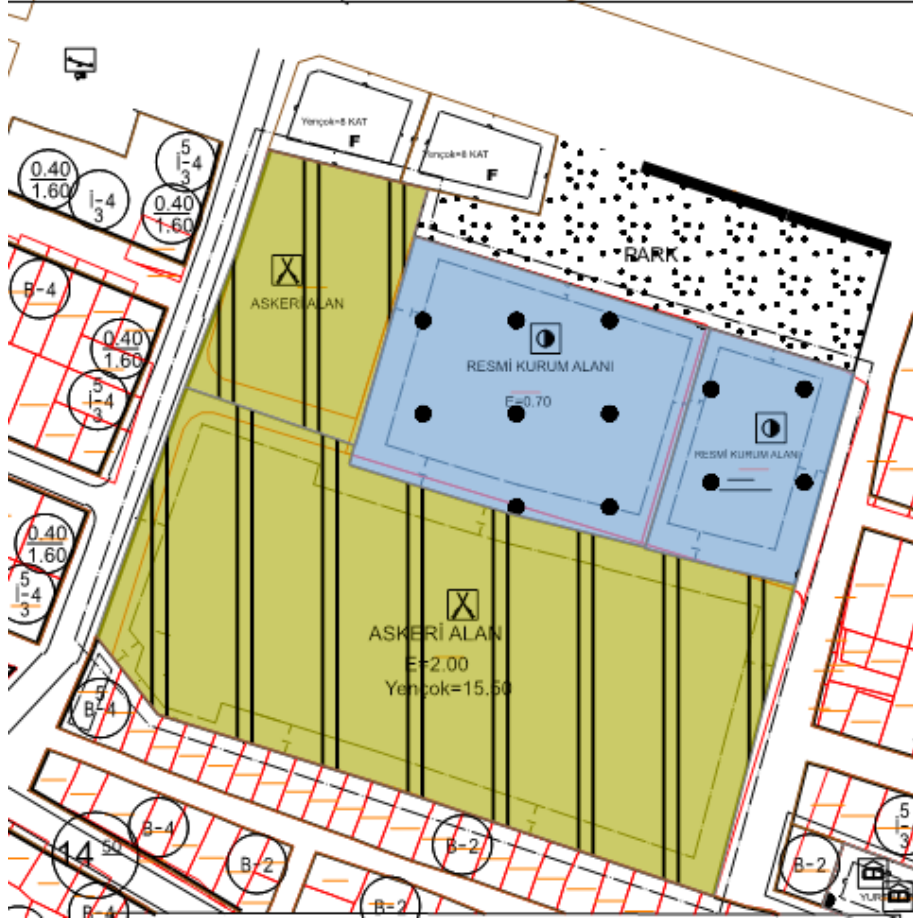 Yençok=8 KAT
F
Yençok=8 KAT
F
5
İ-4
3
0.40
1.60
İ-4
3
0.40
1.60
PARK
B-4
ASKERİ ALAN
0.40
1.60
5
İ-4
3
RESMİ KURUM ALANI
E=0.70
RESMİ KURUM ALANI
0.40
1.60
5
İ-4
3
ASKERİ ALAN
E=2.00
Yençok=15.50
5
B-4
B-4
14 50
B-2
B-2
B-2
5
İ-4
3
B-2
B-4